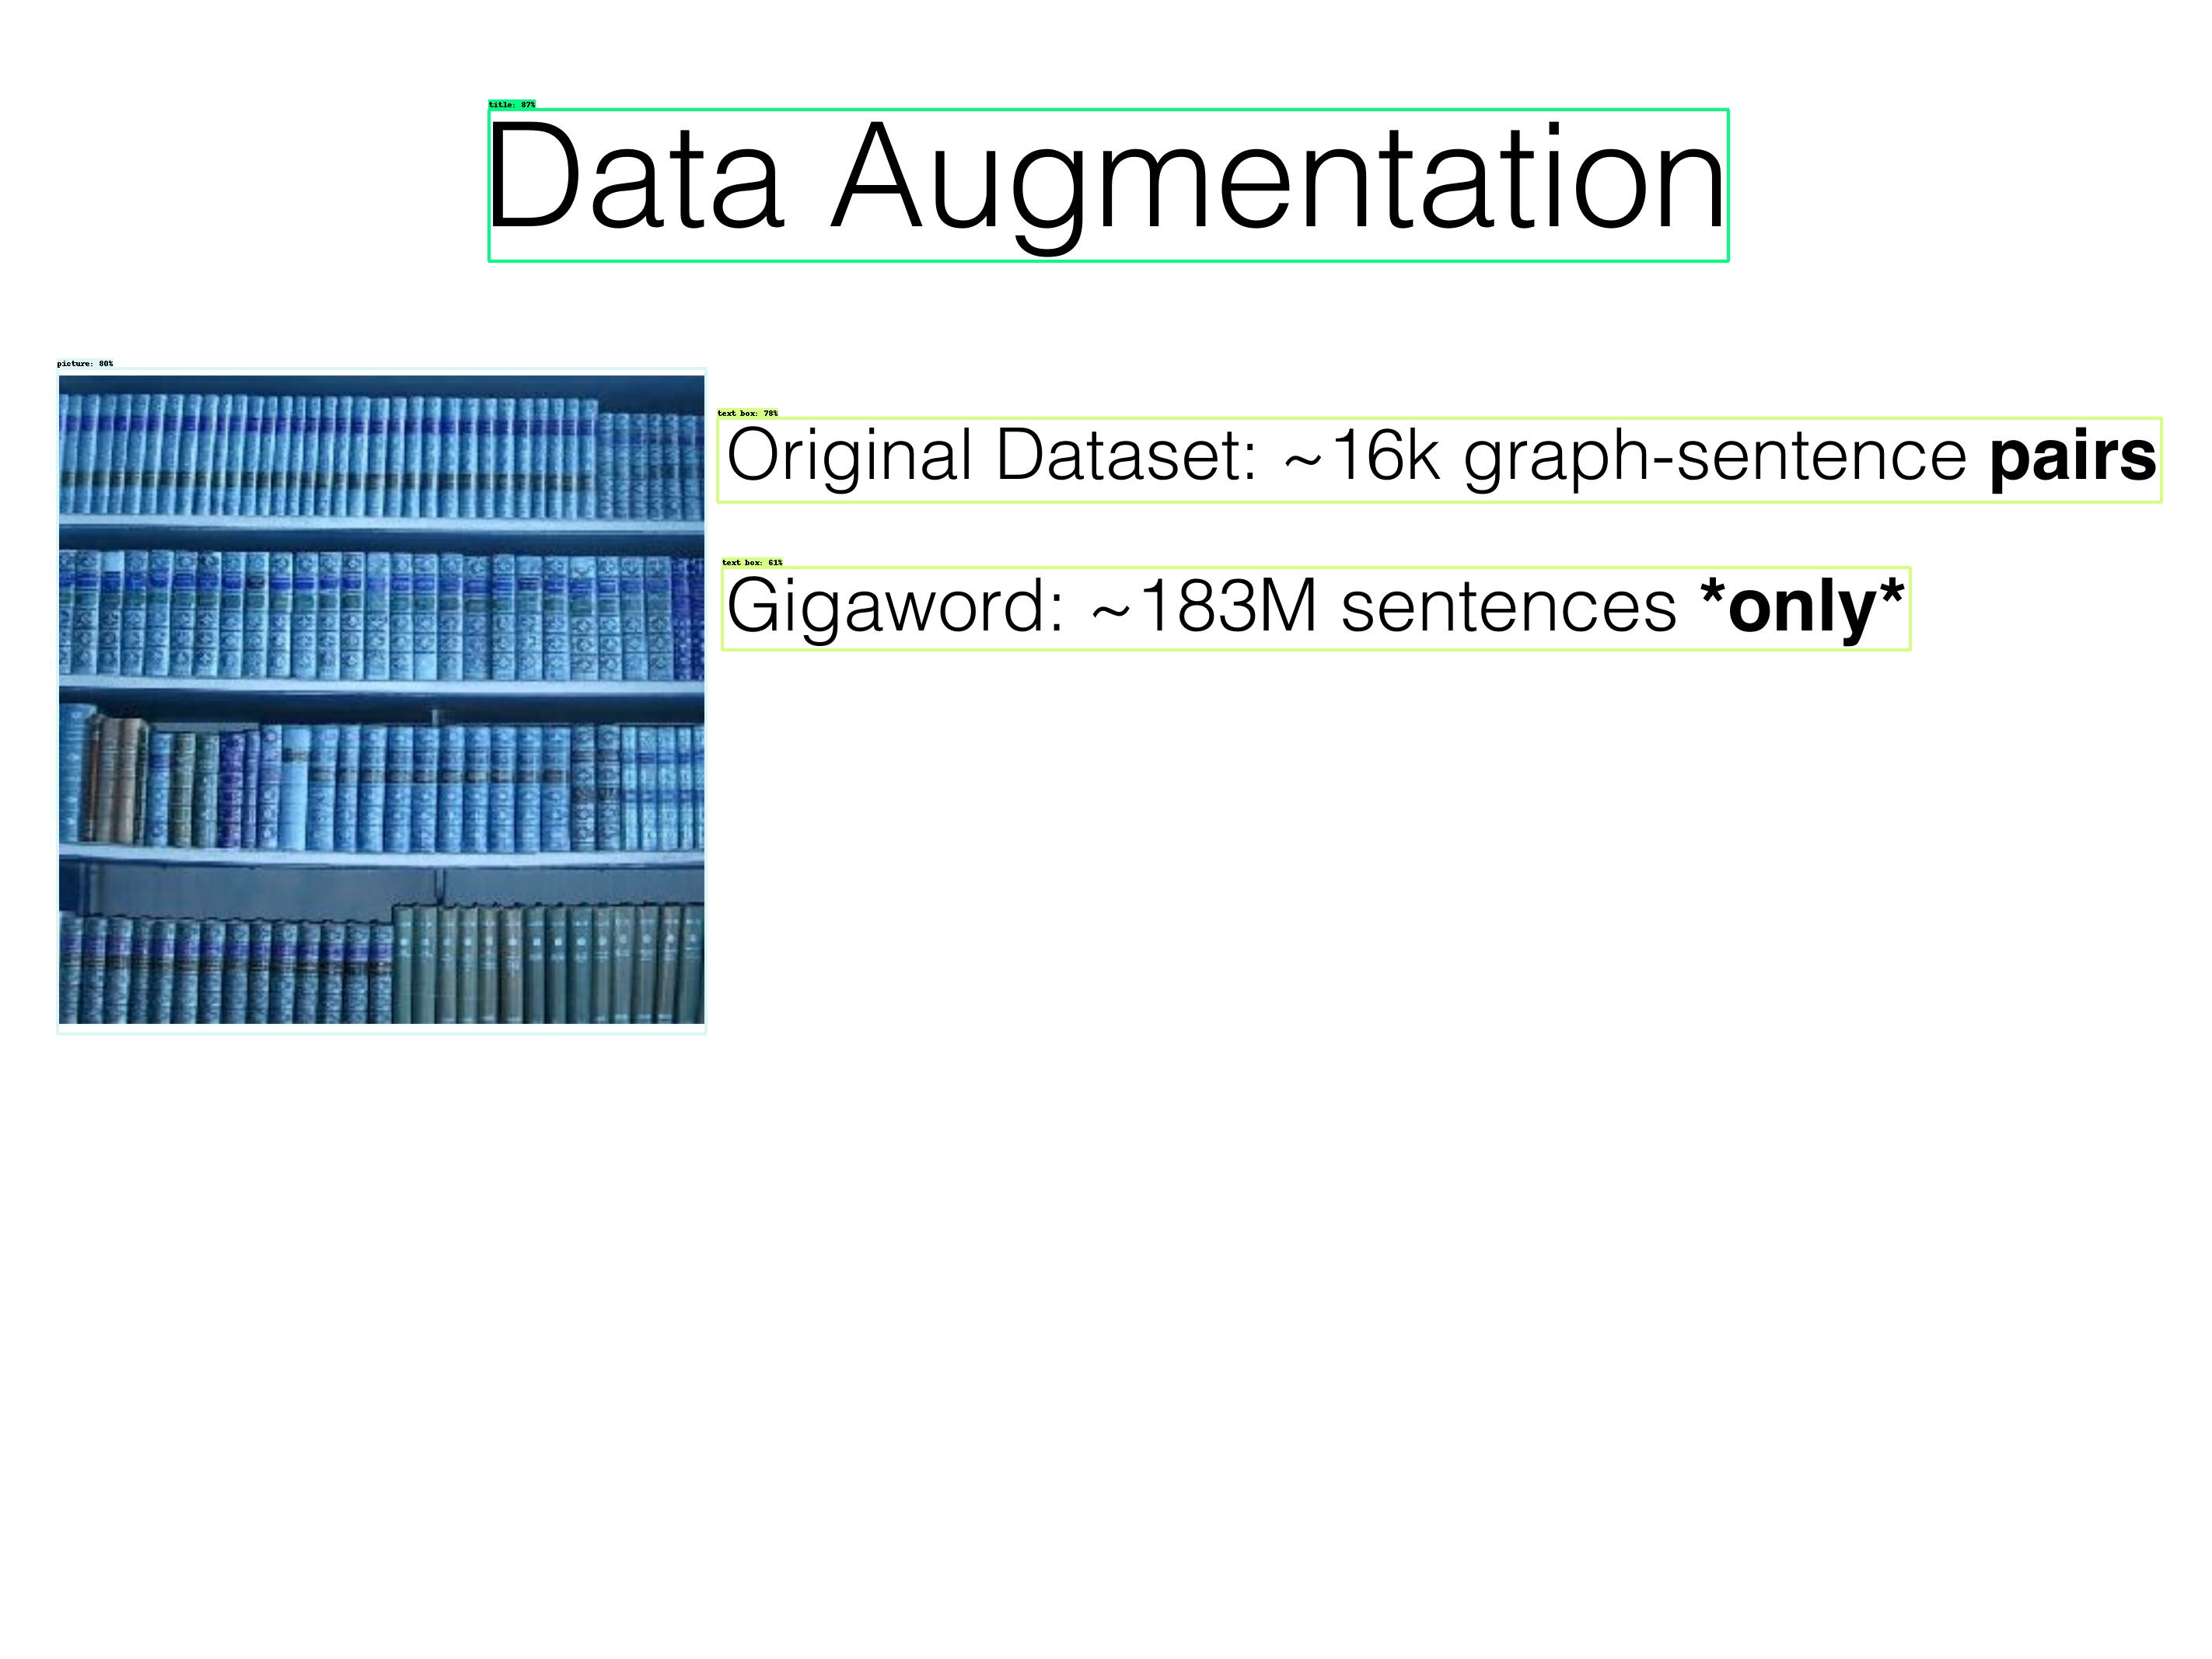 title: 87%
Data Augmentation
picture: 80%
text box: 78%
Original Dataset: ~16k graph-sentence pairs
text box: 61%
Gigaword: ~183M sentences *only*